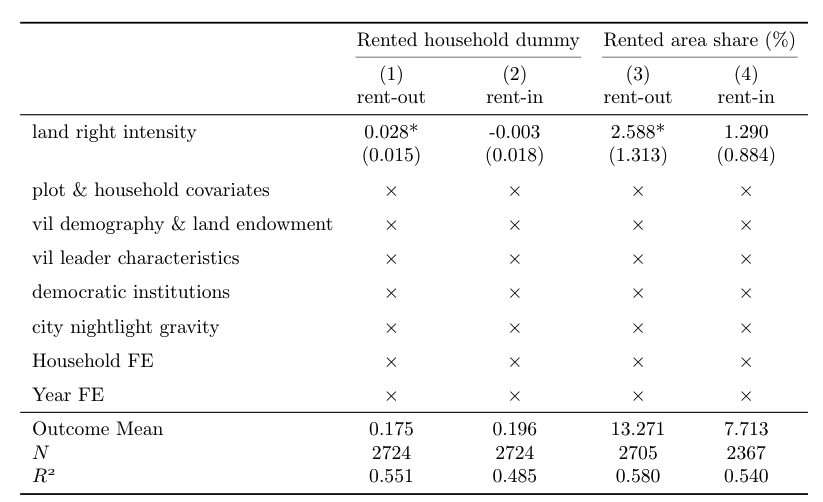 Rented household dummy Rented area share (%)
(1) (2) (3) (4)
rent-out rent-in rent-out rent-in
land right intensity 0.028* -0.003 2.588* 1.290
(0.015) (0.018) (1.313) (0.884)
plot & household covariates × × × ×
vil demography & land endowment × × × ×
vil leader characteristics × × × ×
democratic institutions × × × ×
city nightlight gravity × × × ×
Household FE × × × ×
Year FE × × × ×
Outcome Mean 0.175 0.196 13.271 7.713
N 2724 2724 2705 2367
R² 0.551 0.485 0.580 0.540